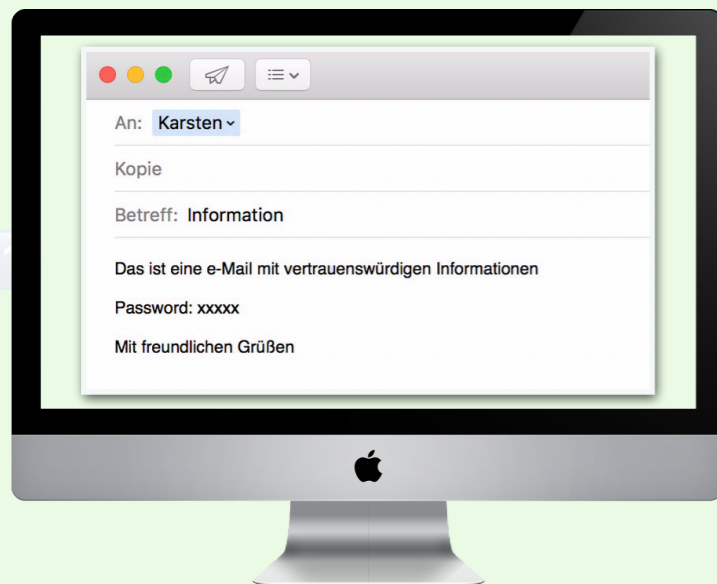 An: Karsten
Kopie
Betreff: Information
Das ist eine e-Mail mit vertrauenswürdigen Informationen
Password: xxxxx
Mit freundlichen Grüßen